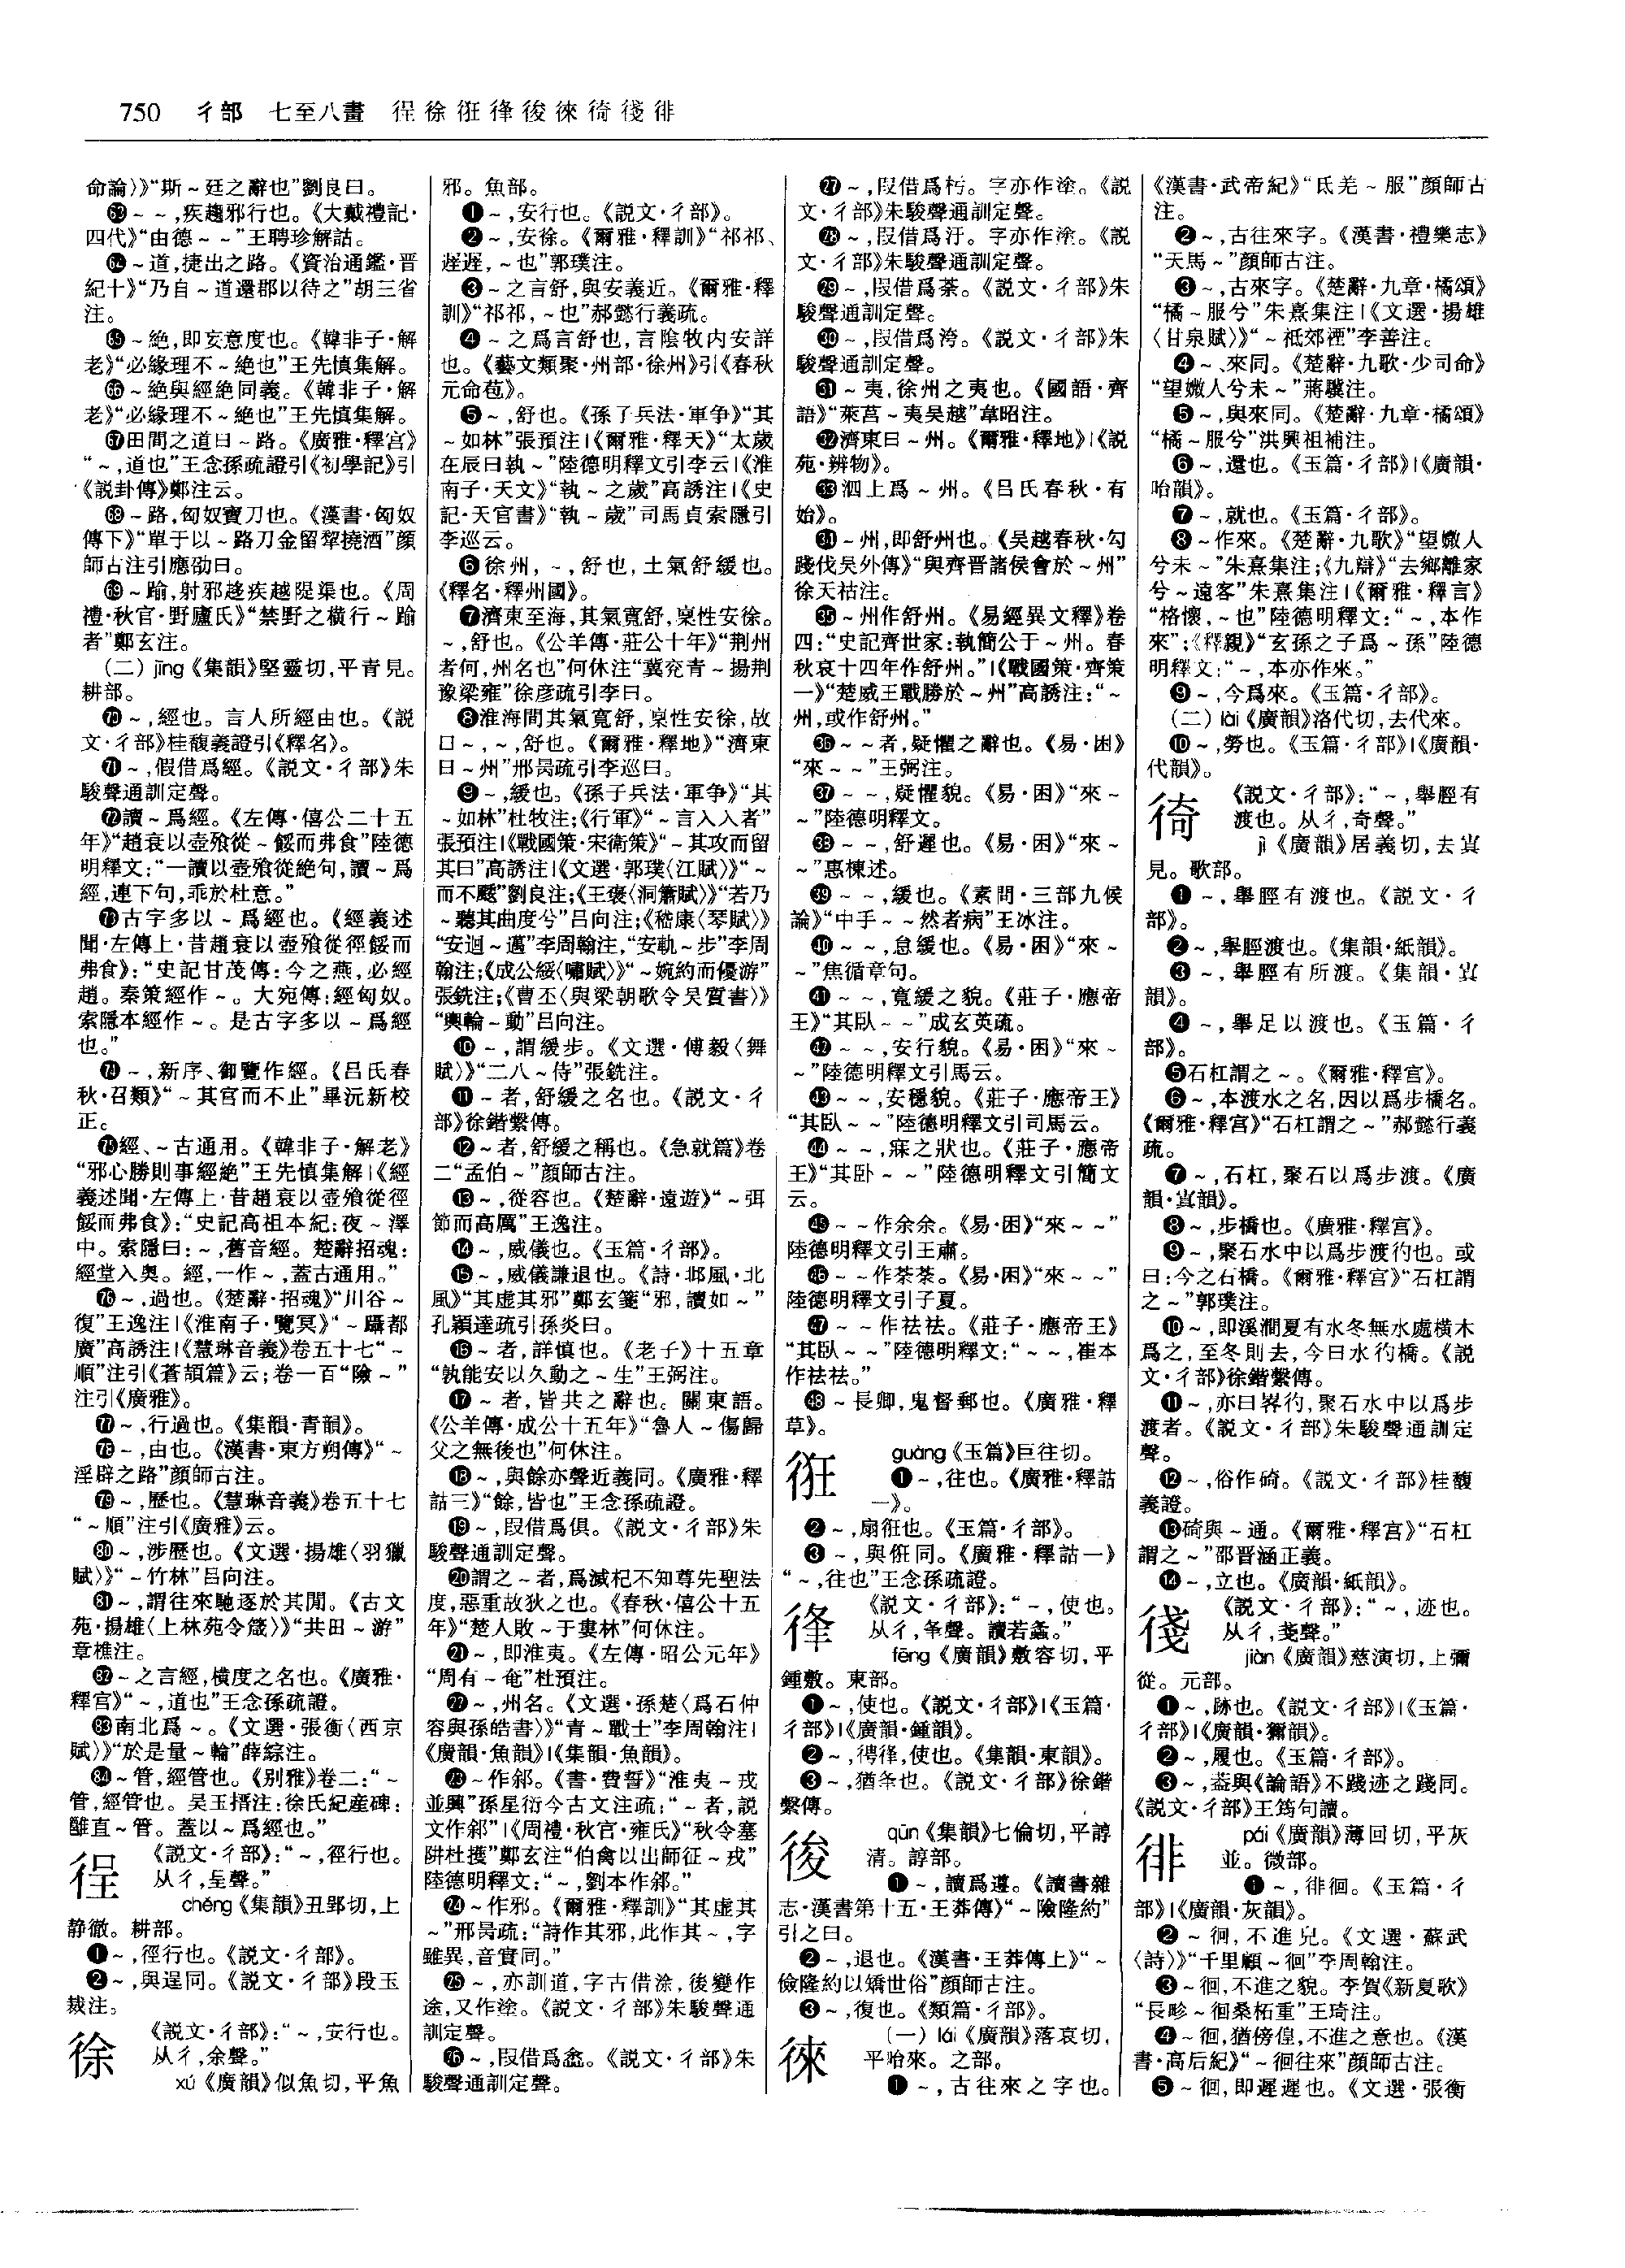 750 彳部 七至八畫 徎徐徍徔後徠徛徬徘
命論〉》“斯～廷之辭也”劉良曰。
63～～,疾趨邪行也。《大戴禮記·
四代》“由德～～”王聘珍解詁。
64～道,捷出之路。《資治通鑑·晋
紀十》“乃自～道還郡以待之”胡三省
注。
65～絶,即妄意度也。《韓非子·解
老》“必緣理不～絶也”王先慎集解。
66～絶與經絶同義。《韓非子·解
老》“必緣理不～絶也”王先慎集解。
67田間之道曰～路。《廣雅·釋宫》
“～,道也”王念孫疏證引《初學記》引
《説卦傳》鄭注云。
68～路,匈奴寶刀也。《漢書·匈奴
傳下》“單于以～路刀金留犂撓酒”顔
師古注引應劭曰。
69～踰,射邪趍疾越隄渠也。《周
禮·秋官·野廬氏》“禁野之横行～踰
者”鄭玄注。
(二) jīng《集韻》堅靈切,平青見。
耕部。
70～,經也。言人所經由也。《説
文·彳部》桂馥義證引《釋名》。
71～,假借爲經。《説文·彳部》朱
駿聲通訓定聲。
72讀～爲經。《左傳·僖公二十五
年》“趙衰以壺飱從～餒而弗食”陸德
明釋文:“一讀以壺飱從絶句,讀～爲
經,連下句,乖於杜意。”
73古字多以～爲經也。《經義述
聞·左傳上·昔趙衰以壺飱從徑餒而
弗食》:“史記甘茂傳:今之燕,必經
趙。秦策經作～。大宛傳:經匈奴。
索隱本經作～。是古字多以～爲經
也。”
74～,新序、御覽作經。《吕氏春
秋·召類》“～其宫而不止”畢沅新校
正。
75經、～古通用。《韓非子·解老》
“邪心勝則事經絶”王先慎集解|《經
義述聞·左傳上·昔趙衰以壺飱從徑
餒而弗食》:“史記高祖本紀:夜～澤
中。索隱曰:～,舊音經。楚辭招魂:
經堂入奥。經,一作～,蓋古通用。”
76～,過也。《楚辭·招魂》“川谷～
復”王逸注|《淮南子·覽冥》“～躡都
廣”高誘注|《慧琳音義》卷五十七“～
順”注引《蒼頡篇》云;卷一百“險～”
注引《廣雅》。
77～,行過也。《集韻·青韻》。
78～,由也。《漢書·東方朔傳》“～
淫辟之路”顔師古注。
79～,歷也。《慧琳音義》卷五十七
“～順”注引《廣雅》云。
80～,涉歷也。《文選·揚雄〈羽獵
賦〉》“～竹林”吕向注。
81～,謂往來馳逐於其閒。《古文
苑·揚雄〈上林苑令箴〉》“共田～游”
章樵注。
82～之言經,横度之名也。《廣雅·
釋宫》“～,道也”王念孫疏證。
83南北爲～。《文選·張衡〈西京
賦〉》“於是量～輪”薛綜注。
84～管,經管也。《别雅》卷二:“～
管,經管也。吴玉搢注:徐氏紀産碑:
雖直～管。蓋以～爲經也。”
徎 《説文·彳部》:“～,徑行也。
从彳,呈聲。”
chěng《集韻》丑郢切,上
静徹。耕部。
❶～,徑行也。《説文·彳部》。
❷～,與逞同。《説文·彳部》段玉
裁注。
徐 《説文·彳部》:“～,安行也。
从彳,余聲。”
xú《廣韻》似魚切,平魚
邪。魚部。
❶～,安行也。《説文·彳部》。
❷～,安徐。《爾雅·釋訓》“祁祁、
遅遅,～也”郭璞注。
❸～之言舒,與安義近。《爾雅·釋
訓》“祁祁,～也”郝懿行義疏。
❹～之爲言舒也,言陰牧内安詳
也。《藝文類聚·州部·徐州》引《春秋
元命苞》。
❺～,舒也。《孫子兵法·軍争》“其
～如林”張預注|《爾雅·釋天》“太歲
在辰曰執～”陸德明釋文引李云|《淮
南子·天文》“執～之歲”高誘注|《史
記·天官書》“執～歲”司馬貞索隱引
李巡云。
❻徐州,～,舒也,土氣舒緩也。
《釋名·釋州國》。
❼濟東至海,其氣寬舒,稟性安徐。
～,舒也。《公羊傳·莊公十年》“荆州
者何,州名也”何休注“冀兖青～揚荆
豫梁雍”徐彦疏引李曰。
❽淮海間其氣寬舒,稟性安徐,故
曰～,～,舒也。《爾雅·釋地》“濟東
曰～州”邢昺疏引李巡曰。
❾～,緩也。《孫子兵法·軍争》“其
～如林”杜牧注;《行軍》“～言入入者”
張預注|《戰國策·宋衛策》“～其攻而留
其日”高誘注|《文選·郭璞〈江賦〉》“～
而不飇”劉良注;《王褒〈洞簫賦〉》“若乃
～聽其曲度兮”吕向注;《嵇康〈琴賦〉》
“安迴～邁”李周翰注,“安軌～步”李周
翰注;《成公綏〈嘯賦〉》“～婉約而優游”
張銑注;《曹丕〈與梁朝歌令吴質書〉》
“輿輪～動”吕向注。
❿～,謂緩步。《文選·傅毅〈舞
賦〉》“二八～侍”張銑注。
⓫～者,舒緩之名也。《説文·彳
部》徐鍇繫傳。
⓬～者,舒緩之稱也。《急就篇》卷
二“孟伯～”顔師古注。
⓭～,從容也。《楚辭·遠遊》“～弭
節而高厲”王逸注。
⓮～,威儀也。《玉篇·彳部》。
⓯～,威儀謙退也。《詩·邶風·北
風》“其虚其邪”鄭玄箋“邪,讀如～”
孔穎達疏引孫炎曰。
⓰～者,詳慎也。《老子》十五章
“孰能安以久動之～生”王弼注。
⓱～者,皆共之辭也。關東語。
《公羊傳·成公十五年》“魯人～傷歸
父之無後也”何休注。
⓲～,與餘亦聲近義同。《廣雅·釋
詁三》“餘,皆也”王念孫疏證。
⓳～,叚借爲俱。《説文·彳部》朱
駿聲通訓定聲。
⓴謂之～者,爲滅杞不知尊先聖法
度,惡重故狄之也。《春秋·僖公十五
年》“楚人敗～于婁林”何休注。
21～,即淮夷。《左傳·昭公元年》
“周有～奄”杜預注。
22～,州名。《文選·孫楚〈爲石仲
容與孫皓書〉》“青～戰士”李周翰注|
《廣韻·魚韻》|《集韻·魚韻》。
23～作䣄。《書·費誓》“淮夷～戎
並興”孫星衍今古文注疏:“～者,説
文作䣄”|《周禮·秋官·雍氏》“秋令塞
阱杜擭”鄭玄注“伯禽以出師征～戎”
陸德明釋文:“～,劉本作䣄。”
24～作邪。《爾雅·釋訓》“其虚其
～”邢昺疏:“詩作其邪,此作其～,字
雖異,音實同。”
25～,亦訓道,字古借涂,後變作
途,又作塗。《説文·彳部》朱駿聲通
訓定聲。
26～,叚借爲嵞。《説文·彳部》朱
駿聲通訓定聲。
27～,叚借爲杇。字亦作塗。《説
文·彳部》朱駿聲通訓定聲。
28～,叚借爲汙。字亦作滁。《説
文·彳部》朱駿聲通訓定聲。
29～,叚借爲荼。《説文·彳部》朱
駿聲通訓定聲。
30～,叚借爲洿。《説文·彳部》朱
駿聲通訓定聲。
31～夷,徐州之夷也。《國語·齊
語》“萊莒～夷吴越”韋昭注。
32濟東曰～州。《爾雅·釋地》|《説
苑·辨物》。
33泗上爲～州。《吕氏春秋·有
始》。
34～州,即舒州也。《吴越春秋·勾
踐伐吴外傳》“與齊晋諸侯會於～州”
徐天祜注。
35～州作舒州。《易經異文釋》卷
四:“史記齊世家:執簡公于～州。春
秋哀十四年作舒州。”|《戰國策·齊策
一》“楚威王戰勝於～州”高誘注:“～
州,或作舒州。”
36～～者,疑懼之辭也。《易·困》
“來～～”王弼注。
37～～,疑懼貌。《易·困》“來～
～”陸德明釋文。
38～～,舒遲也。《易·困》“來～
～”惠棟述。
39～～,緩也。《素問·三部九候
論》“中手～～然者病”王冰注。
40～～,怠緩也。《易·困》“來～
～”焦循章句。
41～～,寬緩之貌。《莊子·應帝
王》“其臥～～”成玄英疏。
42～～,安行貌。《易·困》“來～
～”陸德明釋文引馬云。
43～～,安穩貌。《莊子·應帝王》
“其臥～～”陸德明釋文引司馬云。
44～～,寐之狀也。《莊子·應帝
王》“其卧～～”陸德明釋文引簡文
云。
45～～作余余。《易·困》“來～～”
陸德明釋文引王肅。
46～～作荼荼。《易·困》“來～～”
陸德明釋文引子夏。
47～～作袪袪。《莊子·應帝王》
“其臥～～”陸德明釋文:“～～,崔本
作袪袪。”
48～長卿,鬼督郵也。《廣雅·釋
草》。
guàng《玉篇》巨往切。
❶～,往也。《廣雅·釋詁
一》。
❷～,扇也。《玉篇·彳部》。
❸～,與俇同。《廣雅·釋詁一》
“～,往也”王念孫疏證。
《説文·彳部》:“～,使也。
从彳,夆聲。讀若螽。”
fēng《廣韻》敷容切,平
鍾敷。東部。
❶～,使也。《説文·彳部》|《玉篇·
彳部》|《廣韻·鍾韻》。
❷～,使也。《集韻·東韻》。
❸～,猶夆也。《説文·彳部》徐鍇
繫傳。
qūn《集韻》七倫切,平諄
清。諄部。
❶～,讀爲遵。《讀書雜
志·漢書第十五·王莽傳》“～險隆約”
引之曰。
❷～,退也。《漢書·王莽傳上》“～
儉隆約以矯世俗”顔師古注。
❸～,復也。《類篇·彳部》。
徠 (一) lái《廣韻》落哀切,
平咍來。之部。
❶～,古往來之字也。
《漢書·武帝紀》“氐羌～服”顔師古
注。
❷～,古往來字。《漢書·禮樂志》
“天馬～”顔師古注。
❸～,古來字。《楚辭·九章·橘頌》
“橘～服兮”朱熹集注|《文選·揚雄
〈甘泉賦〉》“～祗郊禋”李善注。
❹～、來同。《楚辭·九歌·少司命》
“望媺人兮未～”蔣驥注。
❺～,與來同。《楚辭·九章·橘頌》
“橘～服兮”洪興祖補注。
❻～,還也。《玉篇·彳部》|《廣韻·
咍韻》。
❼～,就也。《玉篇·彳部》。
❽～作來。《楚辭·九歌》“望媺人
兮未～”朱熹集注;《九辯》“去鄉離家
兮～遠客”朱熹集注|《爾雅·釋言》
“格懷,～也”陸德明釋文:“～,本作
來”;《釋親》“玄孫之子爲～孫”陸德
明釋文:“～,本亦作來。”
❾～,今爲來。《玉篇·彳部》。
(二) lài《廣韻》洛代切,去代來。
❿～,勞也。《玉篇·彳部》|《廣韻·
代韻》。
徛 《説文·彳部》:“～,舉脛有
渡也。从彳,奇聲。”
jì《廣韻》居義切,去寘
見。歌部。
❶～,舉脛有渡也。《説文·彳
部》。
❷～,舉脛渡也。《集韻·紙韻》。
❸～,舉脛有所渡。《集韻·寘
韻》。
❹～,舉足以渡也。《玉篇·彳
部》。
❺石杠謂之～。《爾雅·釋宫》。
❻～,本渡水之名,因以爲步橋名。
《爾雅·釋宫》“石杠謂之～”郝懿行義
疏。
❼～,石杠,聚石以爲步渡。《廣
韻·寘韻》。
❽～,步橋也。《廣雅·釋宫》。
❾～,聚石水中以爲步渡彴也。或
曰:今之石橋。《爾雅·釋宫》“石杠謂
之～”郭璞注。
❿～,即溪澗夏有水冬無水處横木
爲之,至冬則去,今曰水彴橋。《説
文·彳部》徐鍇繫傳。
⓫～,亦曰略彴,聚石水中以爲步
渡者。《説文·彳部》朱駿聲通訓定
聲。
⓬～,俗作碕。《説文·彳部》桂馥
義證。
⓭碕與～通。《爾雅·釋宫》“石杠
謂之～”邵晋涵正義。
⓮～,立也。《廣韻·紙韻》。
《説文·彳部》:“～,迹也。
从彳,戔聲。”
jiàn《廣韻》慈演切,上獮
從。元部。
❶～,跡也。《説文·彳部》|《玉篇·
彳部》|《廣韻·獮韻》。
❷～,履也。《玉篇·彳部》。
❸～,葢與《論語》不踐迹之踐同。
《説文·彳部》王筠句讀。
徘 pái《廣韻》薄回切,平灰
並。微部。
❶～,徘徊。《玉篇·彳
部》|《廣韻·灰韻》。
❷～徊,不進皃。《文選·蘇武
〈詩〉》“千里顧～徊”李周翰注。
❸～徊,不進之貌。李賀《新夏歌》
“長畛～徊桑柘重”王琦注。
❹～徊,猶傍偟,不進之意也。《漢
書·高后紀》“～徊往來”顔師古注。
❺～徊,即遲遲也。《文選·張衡